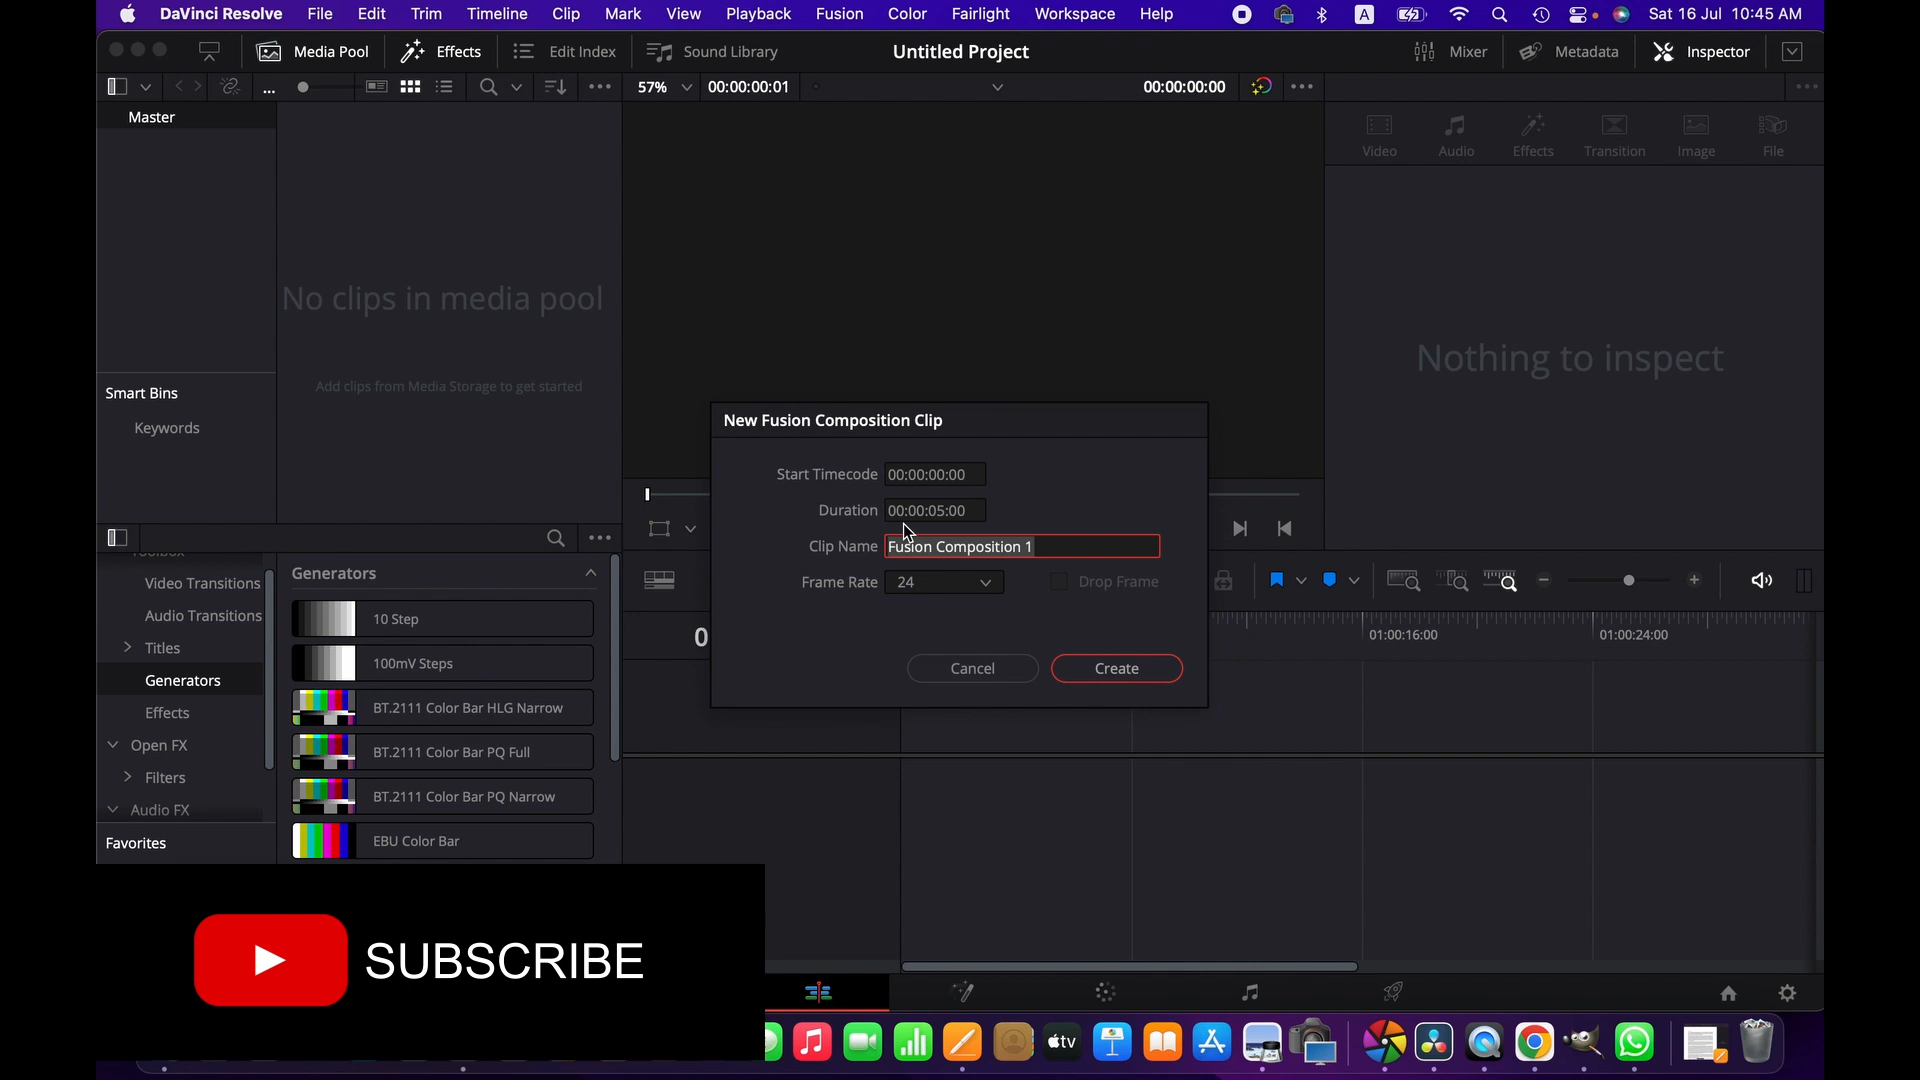 DaVinci Resolve File Edit Trim Timeline Clip Mark View Playback Fusion Color Fairlight Workspace Help A Sat 16 Jul 10:45 AM
Media Pool Effects Edit Index Sound Library Untitled Project Mixer Metadata Inspector
... 57% 00:00:00:01 00:00:00:00
Master
Video Audio Effects Transition Image File
No clips in media pool
Add clips from Media Storage to get started
Nothing to inspect
Smart Bins
Keywords
New Fusion Composition Clip
Start Timecode 00:00:00:00
Duration 00:00:05:00
Clip Name Fusion Composition 1
Frame Rate 24 Drop Frame
Cancel Create
Toolbox
Video Transitions
Audio Transitions
Titles
Generators
Effects
Open FX
Filters
Audio FX
Favorites
Generators
10 Step
100mV Steps
BT.2111 Color Bar HLG Narrow
BT.2111 Color Bar PQ Full
BT.2111 Color Bar PQ Narrow
EBU Color Bar
0
01:00:16:00 01:00:24:00
SUBSCRIBE
tv